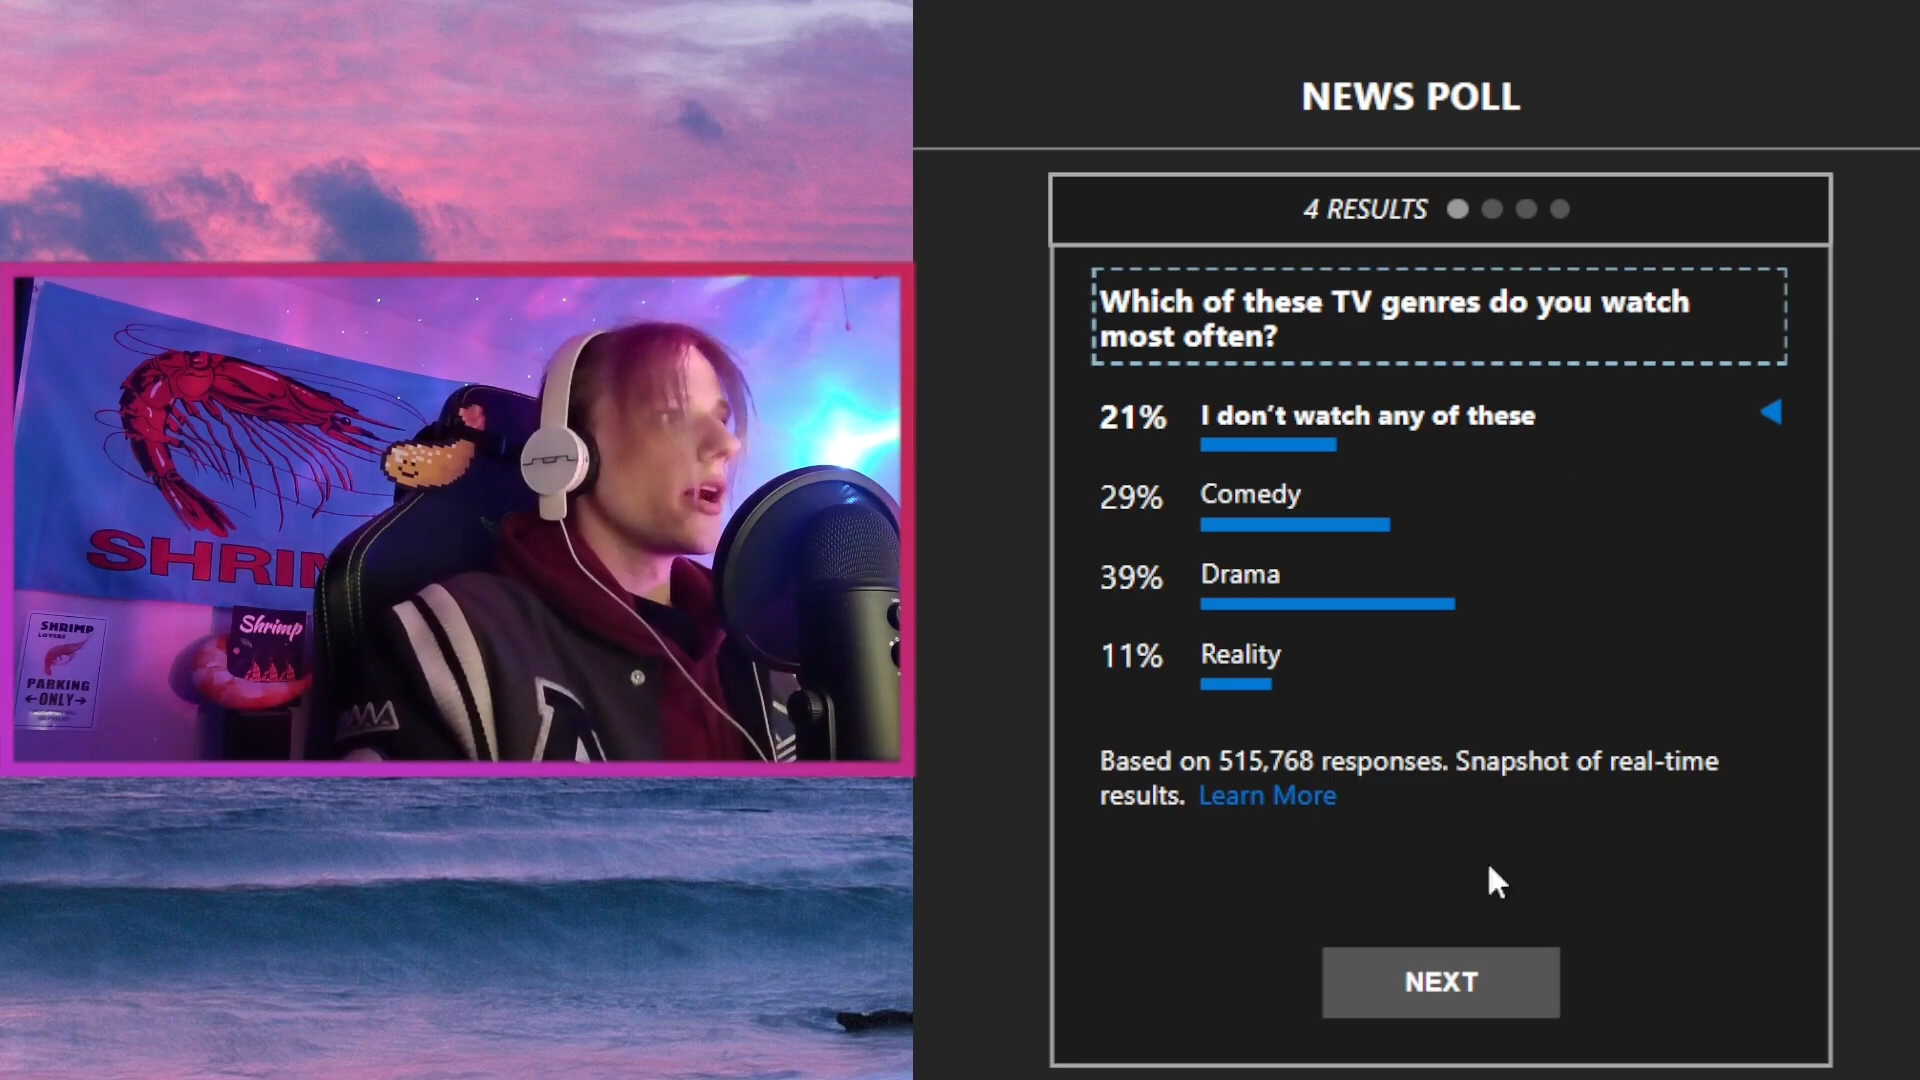 SHRIM
SHRIMP
LOVERS
PARKING
←ONLY→
Shrimp
NEWS POLL
4 RESULTS
Which of these TV genres do you watch
most often?
21% I don’t watch any of these
29% Comedy
39% Drama
11% Reality
Based on 515,768 responses. Snapshot of real-time
results. Learn More
NEXT